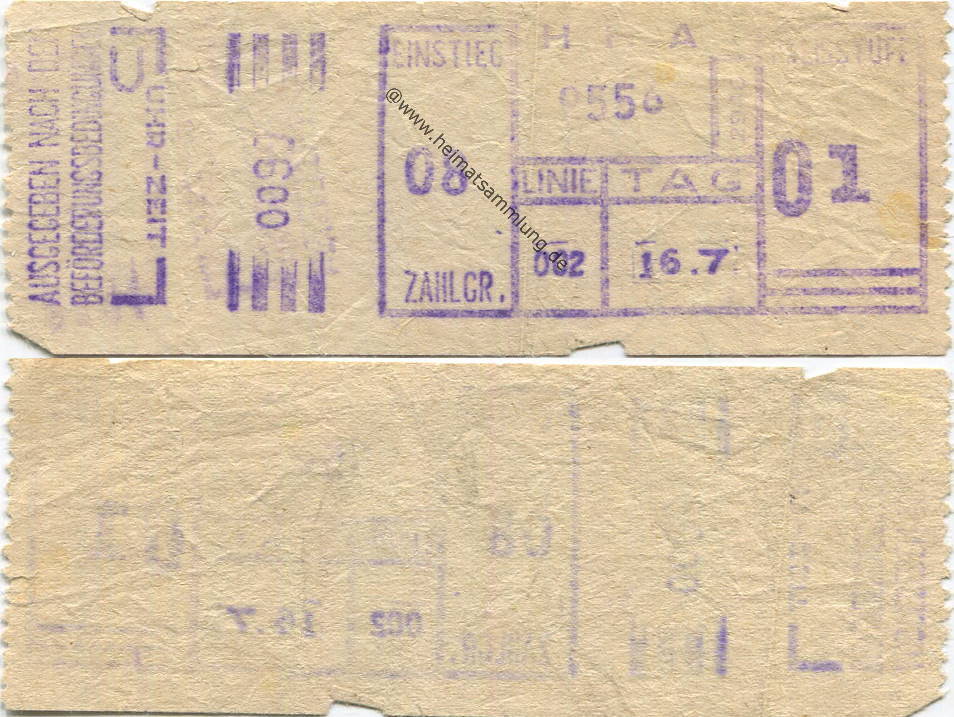 AUSGEGEBEN NACH DEN
BEFÖRDERUNGSBEDINGUNGEN
UHR-ZEIT
0097
EINSTIEG
08
ZAHLGR.
H F A
LINIE TAG
002 16.7
01
@www.heimatsammlung.de